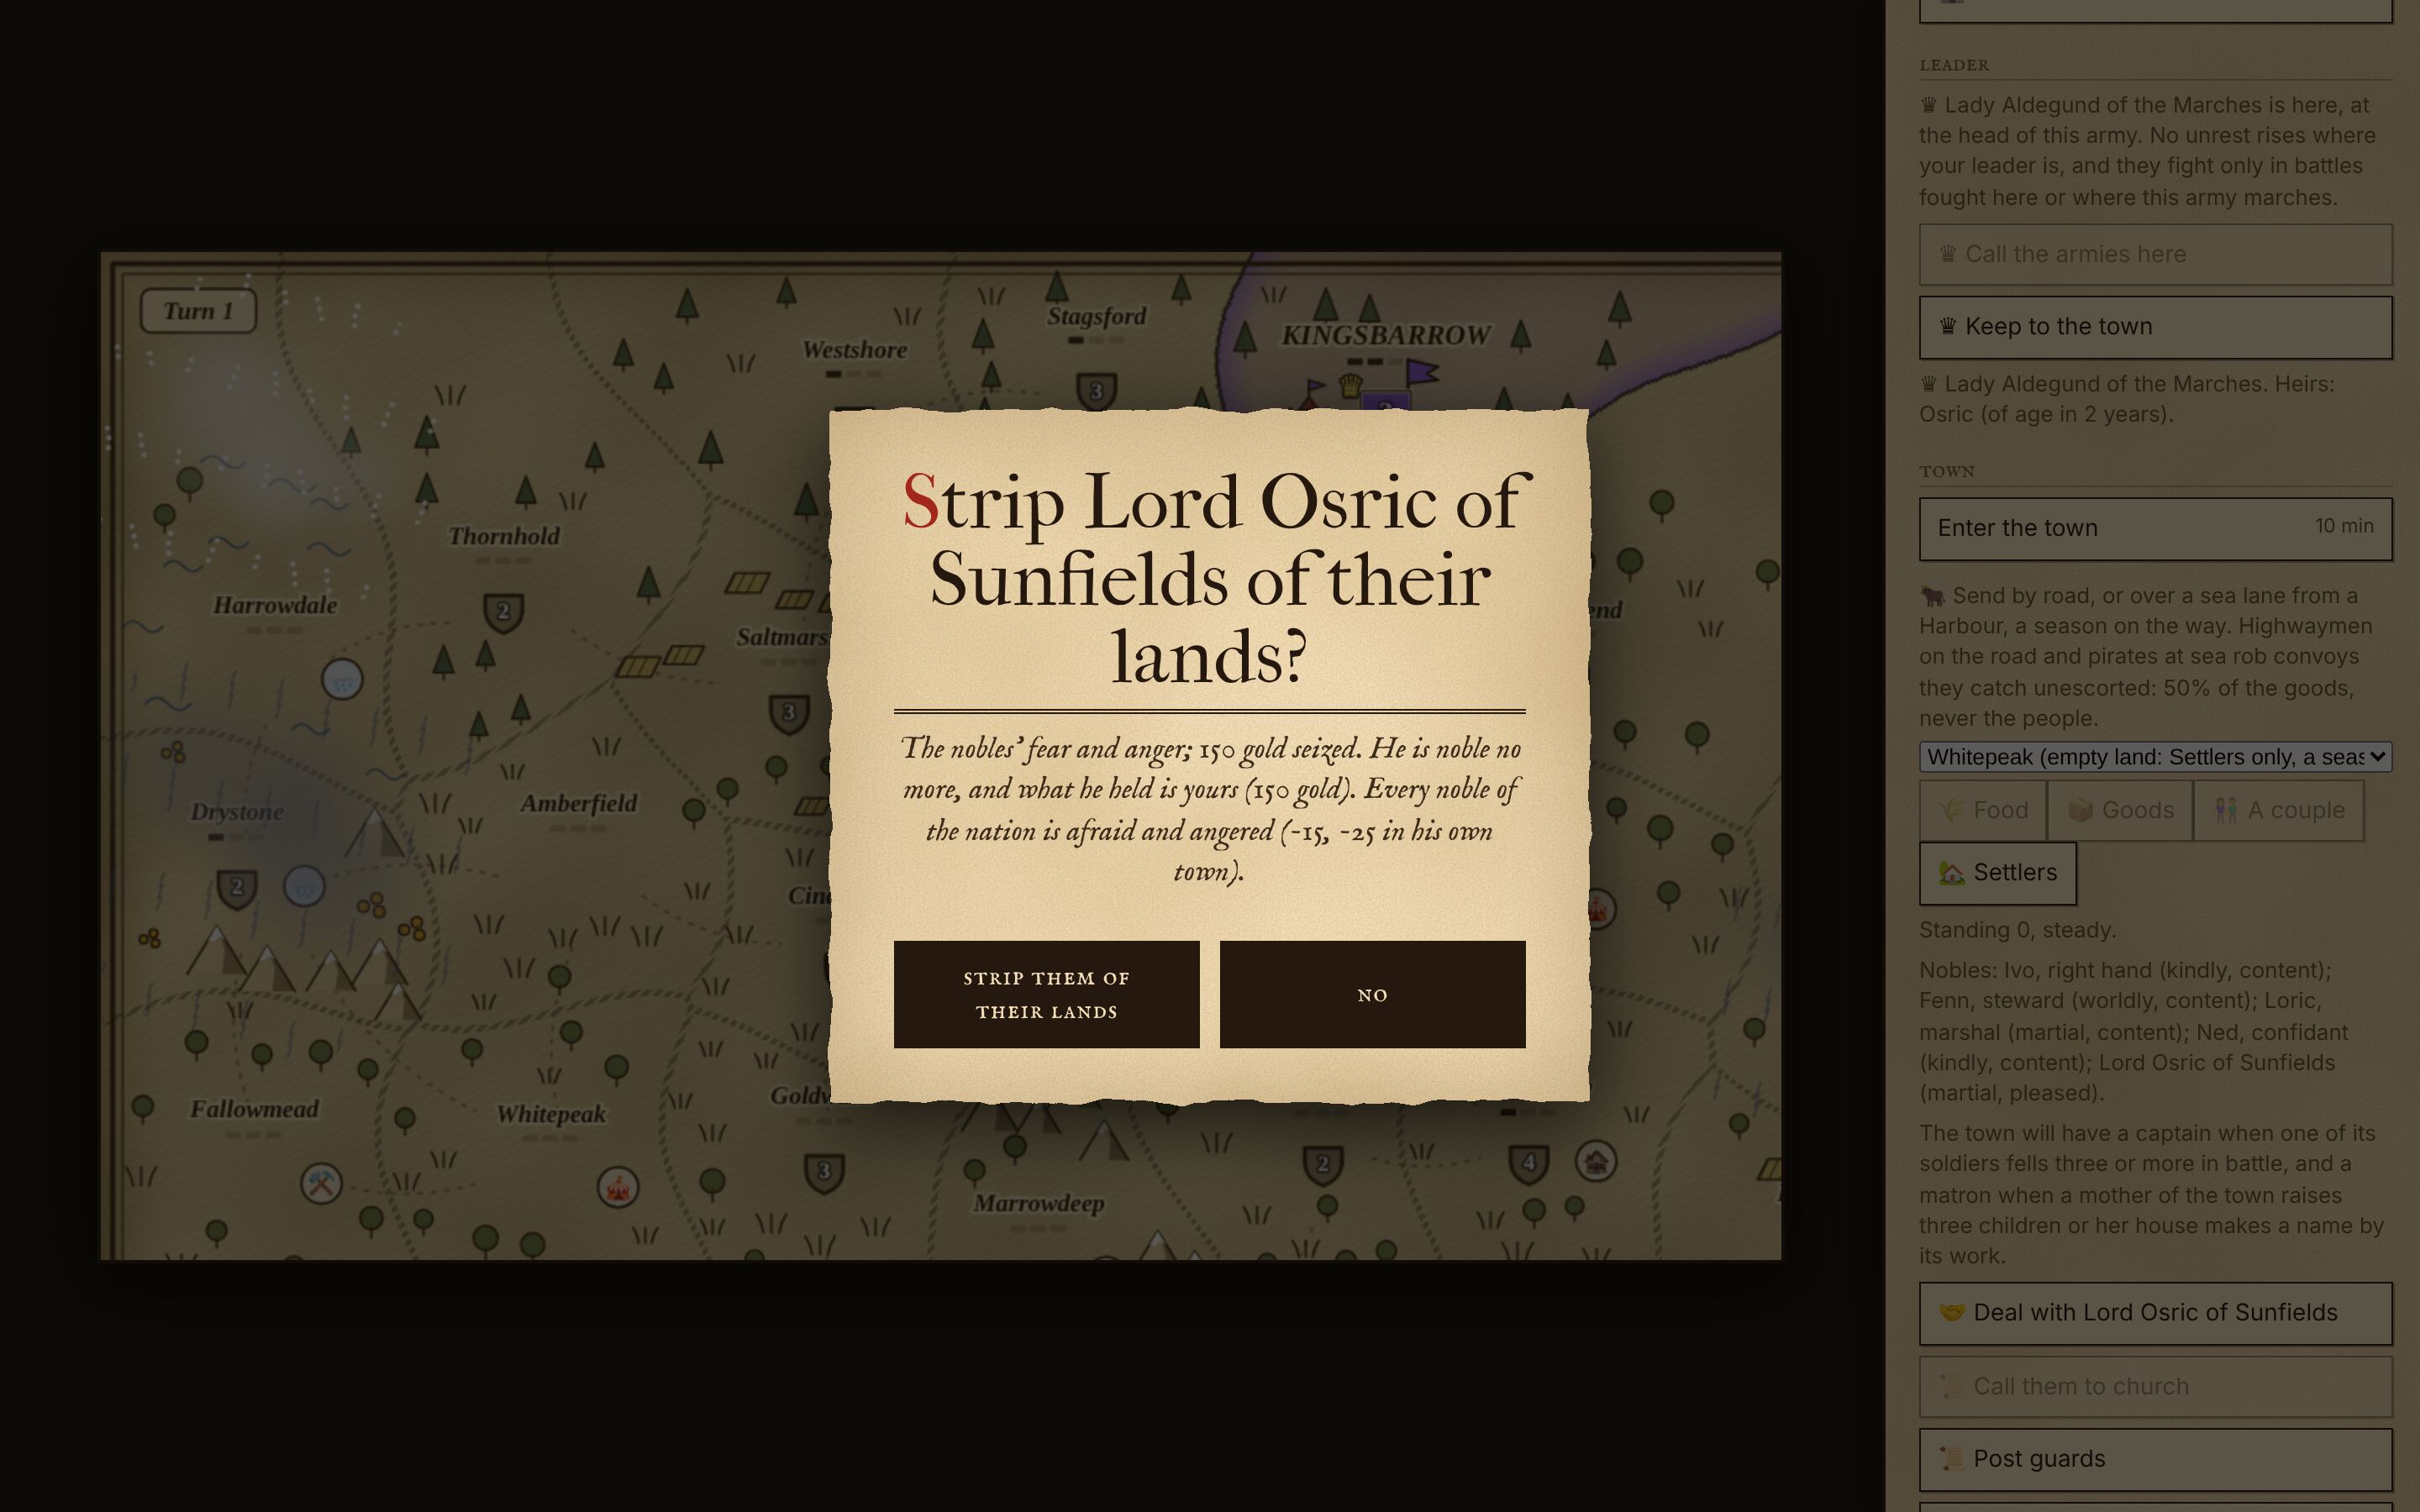 Turn 1
Westshore
Stagsford
KINGSBARROW
3
Thornhold
Harrowdale
2
Saltmars
3
Drystone
Amberfield
2
Fallowmead
Whitepeak
3
Marrowdeep
2
4
Strip Lord Osric of
Sunfields of their
lands?
The nobles' fear and anger; 150 gold seized. He is noble no
more, and what he held is yours (150 gold). Every noble of
the nation is afraid and angered (-15, -25 in his own
town).
STRIP THEM OF
THEIR LANDS
NO
LEADER
♛ Lady Aldegund of the Marches is here, at
the head of this army. No unrest rises where
your leader is, and they fight only in battles
fought here or where this army marches.
♛ Call the armies here
♛ Keep to the town
♛ Lady Aldegund of the Marches. Heirs:
Osric (of age in 2 years).
TOWN
Enter the town 10 min
🐂 Send by road, or over a sea lane from a
Harbour, a season on the way. Highwaymen
on the road and pirates at sea rob convoys
they catch unescorted: 50% of the goods,
never the people.
Whitepeak (empty land: Settlers only, a seas
🌾 Food 📦 Goods 👫 A couple
🏡 Settlers
Standing 0, steady.
Nobles: Ivo, right hand (kindly, content);
Fenn, steward (worldly, content); Loric,
marshal (martial, content); Ned, confidant
(kindly, content); Lord Osric of Sunfields
(martial, pleased).
The town will have a captain when one of its
soldiers fells three or more in battle, and a
matron when a mother of the town raises
three children or her house makes a name by
its work.
🤝 Deal with Lord Osric of Sunfields
📜 Call them to church
📜 Post guards